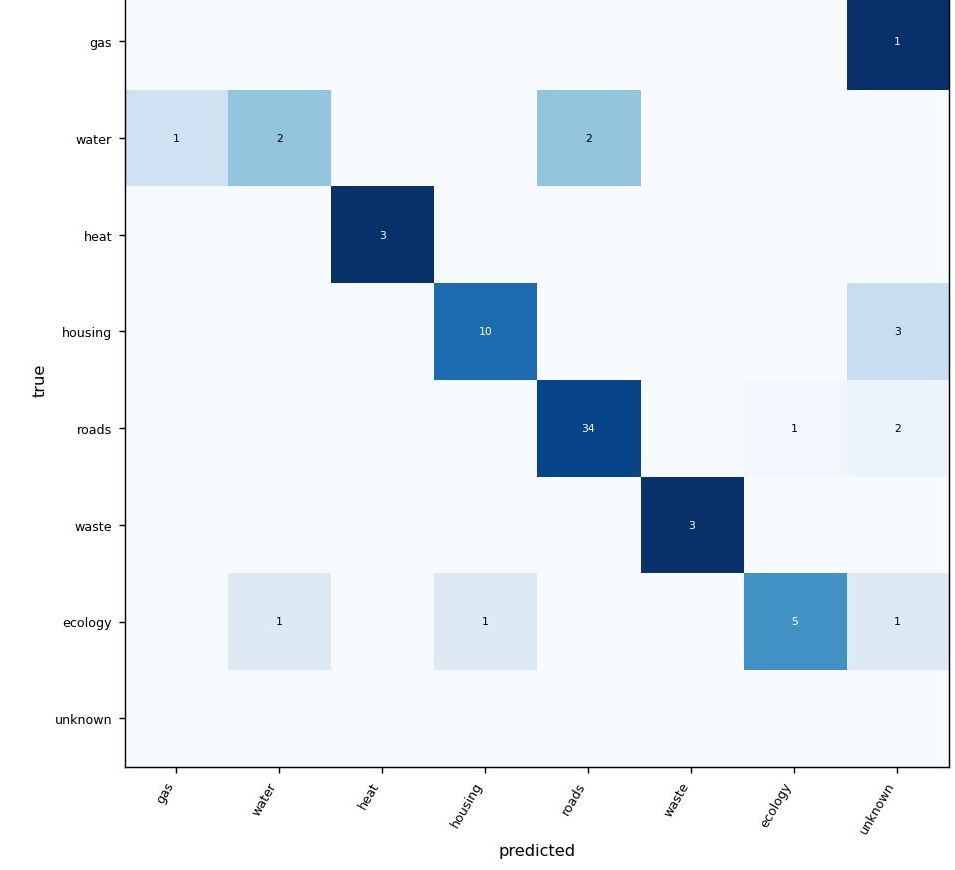 gas 1
water 1 2 2
heat 3
housing 10 3
true
roads 34 1 2
waste 3
ecology 1 1 5 1
unknown
gas water heat housing roads waste ecology unknown
predicted